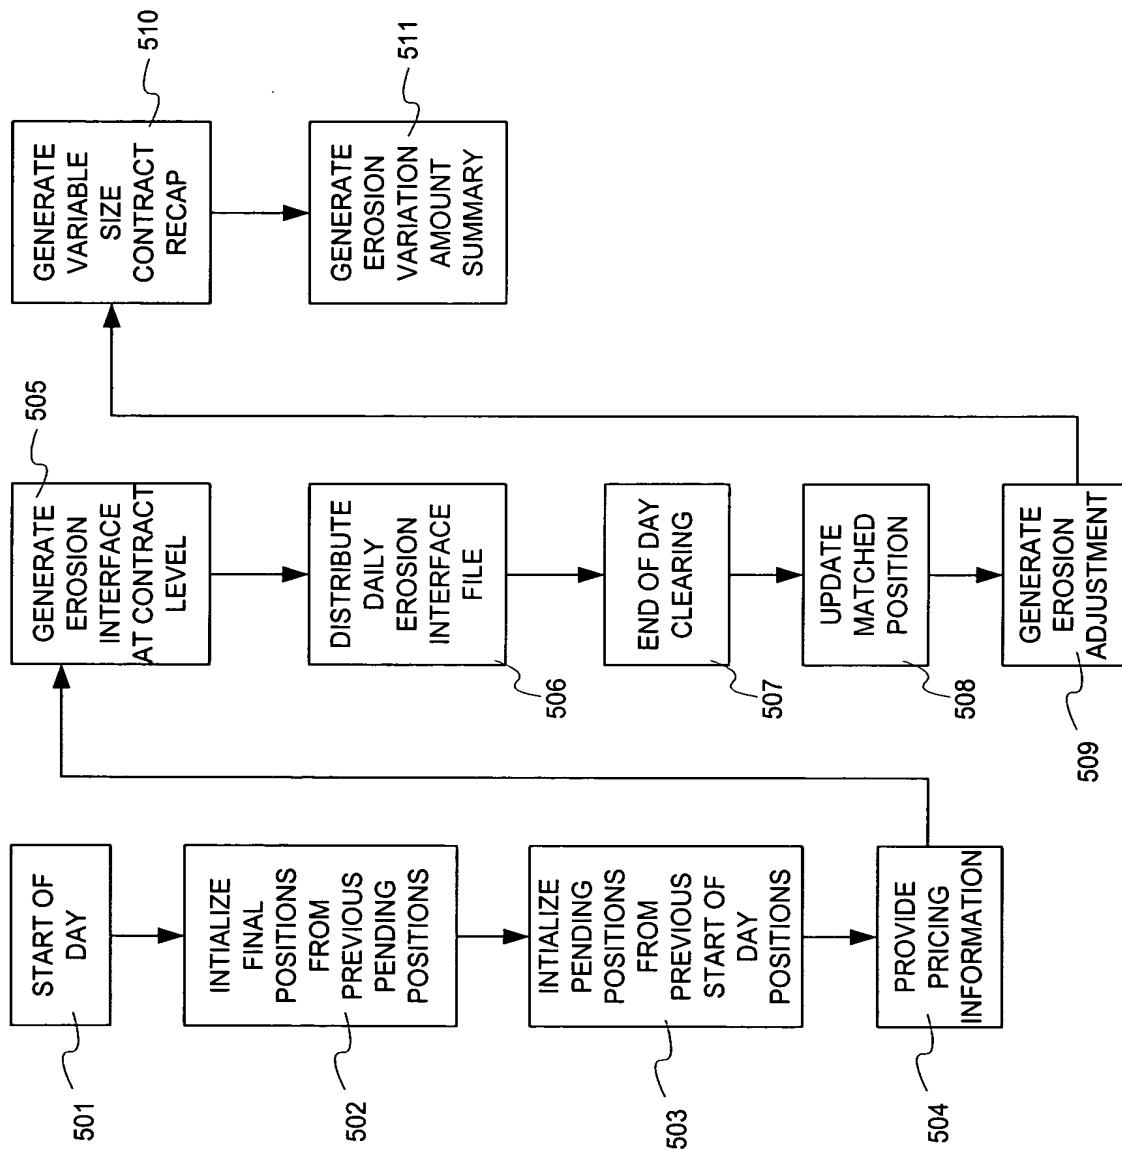 START OF
DAY
501
INTIALIZE
FINAL
POSITIONS
FROM
PREVIOUS
PENDING
POSITIONS
502
INTIALIZE
PENDING
POSITIONS
FROM
PREVIOUS
START OF
DAY
POSITIONS
503
PROVIDE
PRICING
INFORMATION
504
GENERATE
EROSION
INTERFACE
AT CONTRACT
LEVEL
505
DISTRIBUTE
DAILY
EROSION
INTERFACE
FILE
506
END OF DAY
CLEARING
507
UPDATE
MATCHED
POSITION
508
GENERATE
EROSION
ADJUSTMENT
509
GENERATE
VARIABLE
SIZE
CONTRACT
RECAP
510
GENERATE
EROSION
VARIATION
AMOUNT
SUMMARY
511